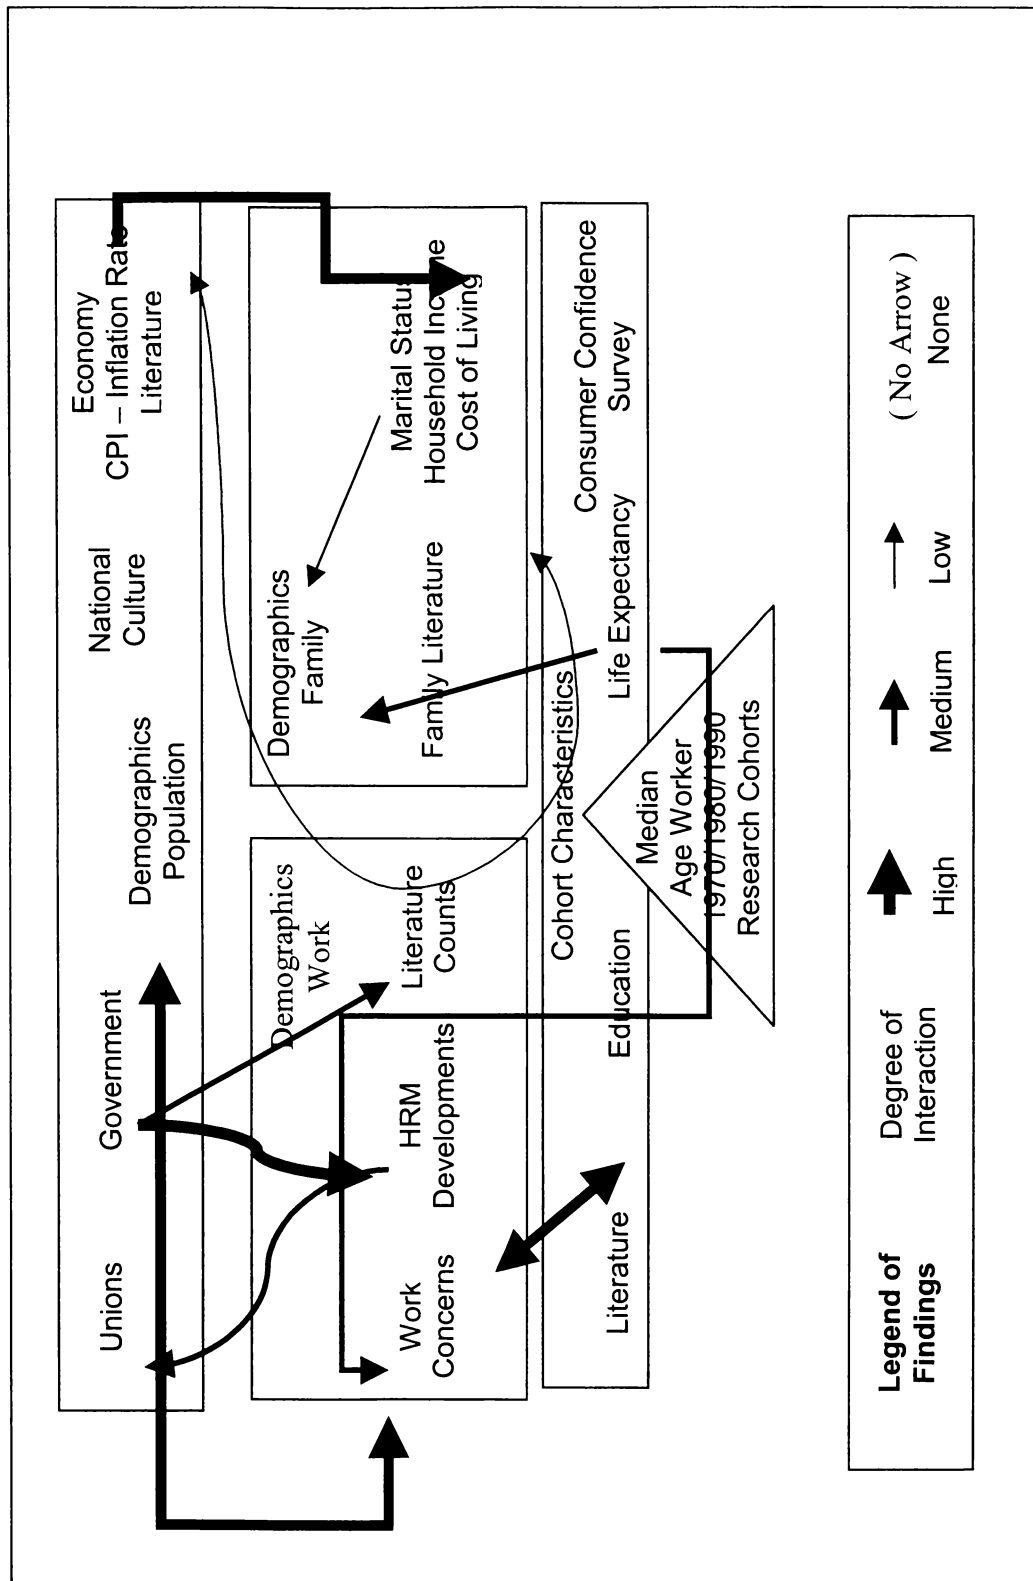 Unions
Government
Demographics
Population
National
Culture
Economy
CPI – Inflation Rate
Literature
Demographics
Work
Work
Concerns
HRM
Developments
Literature
Counts
Demographics
Family
Family Literature
Marital Status
Household Income
Cost of Living
Cohort Characteristics
Literature
Education
Life Expectancy
Consumer Confidence
Survey
Median
Age Worker
1970/1980/1990
Research Cohorts
Legend of
Findings
Degree of
Interaction
High
Medium
Low
( No Arrow )
None